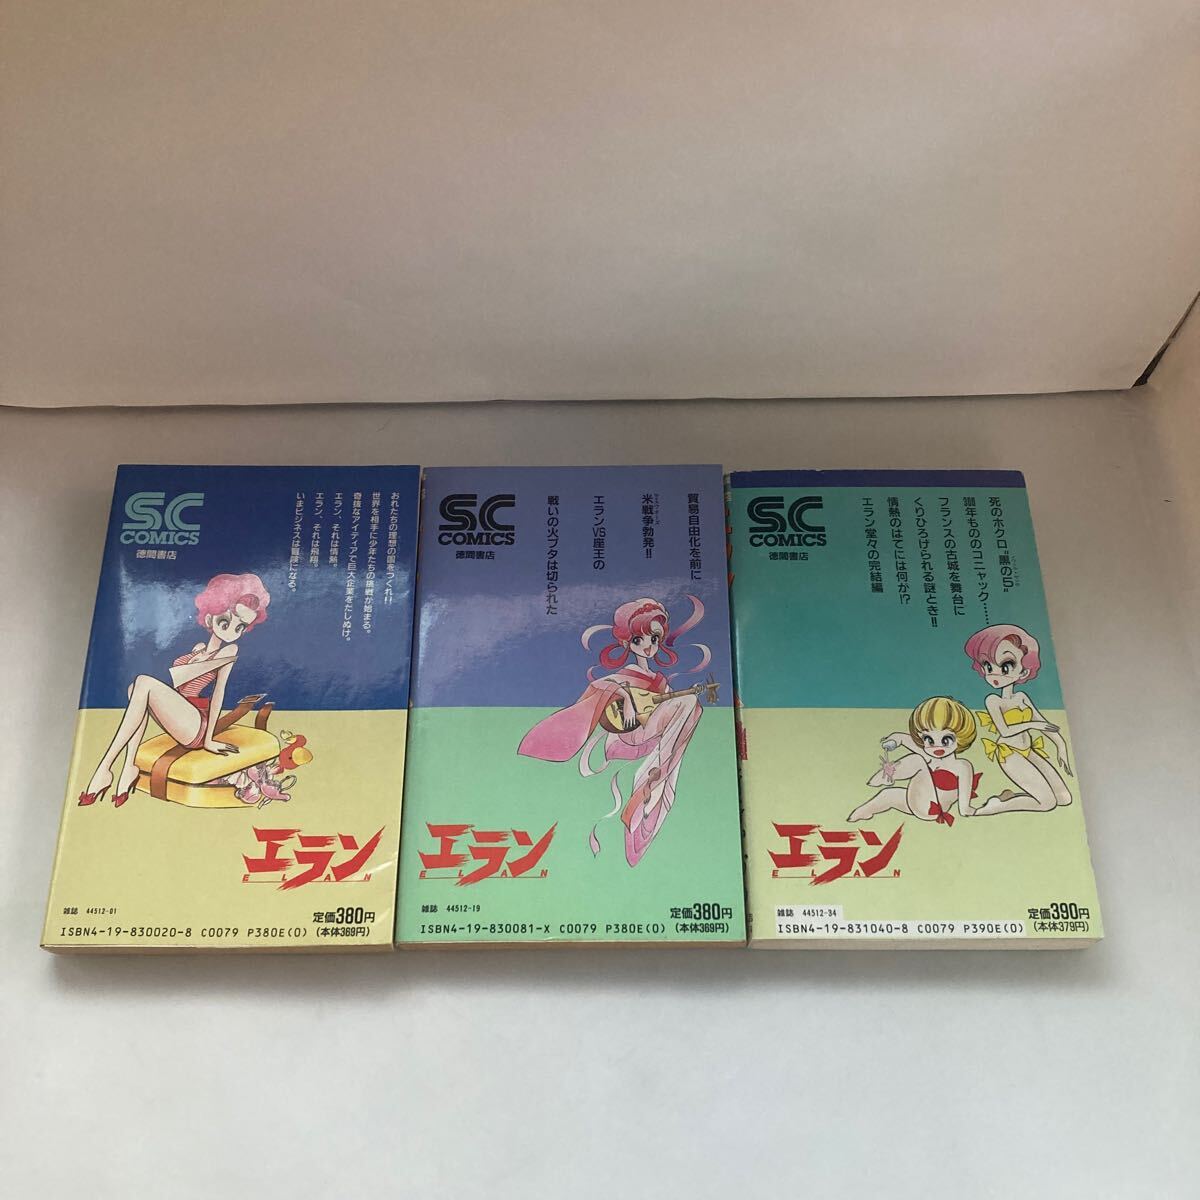 SC
COMICS
徳間書店
おれたちの理想の国をつくれ!!
世界を相手に少年たちの挑戦が始まる。
奇抜なアイディアで巨大企業をだしぬけ。
エラン、それは情熱。
エラン、それは飛翔。
いまビジネスは冒険になる。
エラン
ELAN
雑誌 44512-01
定価380円
ISBN4-19-830020-8 C0079 P380E(0) (本体369円)
SC
COMICS
徳間書店
貿易自由化を前に
米戦争勃発!!
エランVS座王の
戦いの火ブタは切られた
エラン
ELAN
雑誌 44512-19
定価380円
ISBN4-19-830081-X C0079 P380E(0) (本体369円)
SC
COMICS
徳間書店
死のホクロ"黒の5"
年もののコニャック……
フランスの古城を舞台に
くりひろげられる謎とき!!
情熱のはてには何が!?
エラン堂々の完結編
エラン
ELAN
雑誌 44512-34
定価390円
ISBN4-19-831040-8 C0079 P390E(0) (本体379円)